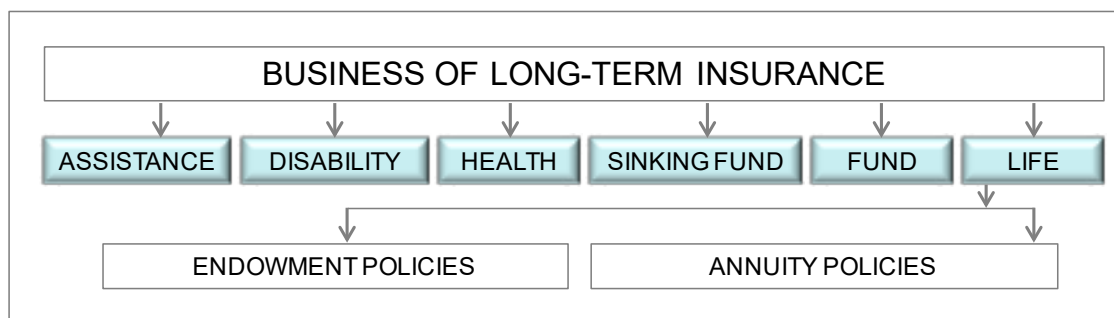 BUSINESS OF LONG-TERM INSURANCE
ASSISTANCE DISABILITY HEALTH SINKING FUND FUND LIFE
ENDOWMENT POLICIES ANNUITY POLICIES